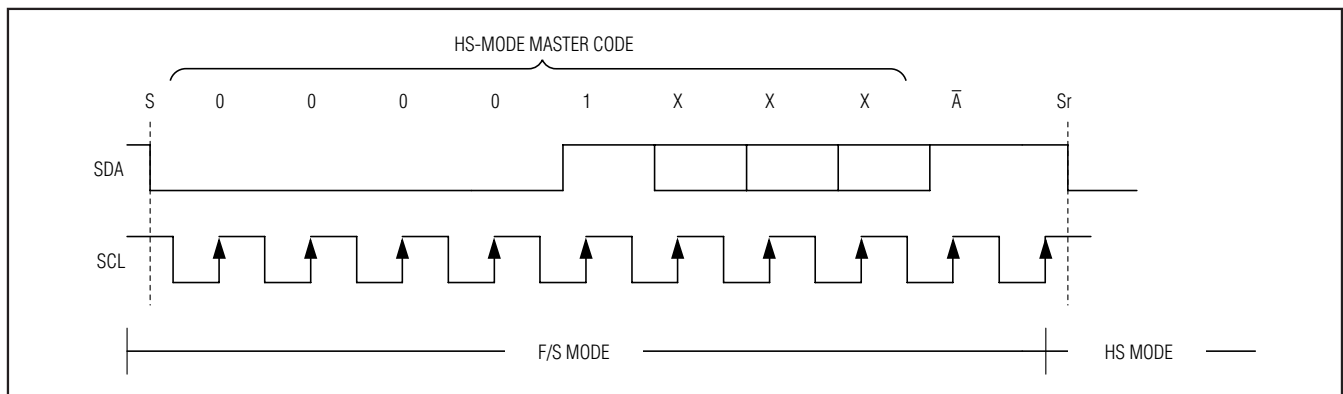 HS-MODE MASTER CODE
S 0 0 0 0 1 X X X A̅ Sr
SDA
SCL
F/S MODE HS MODE